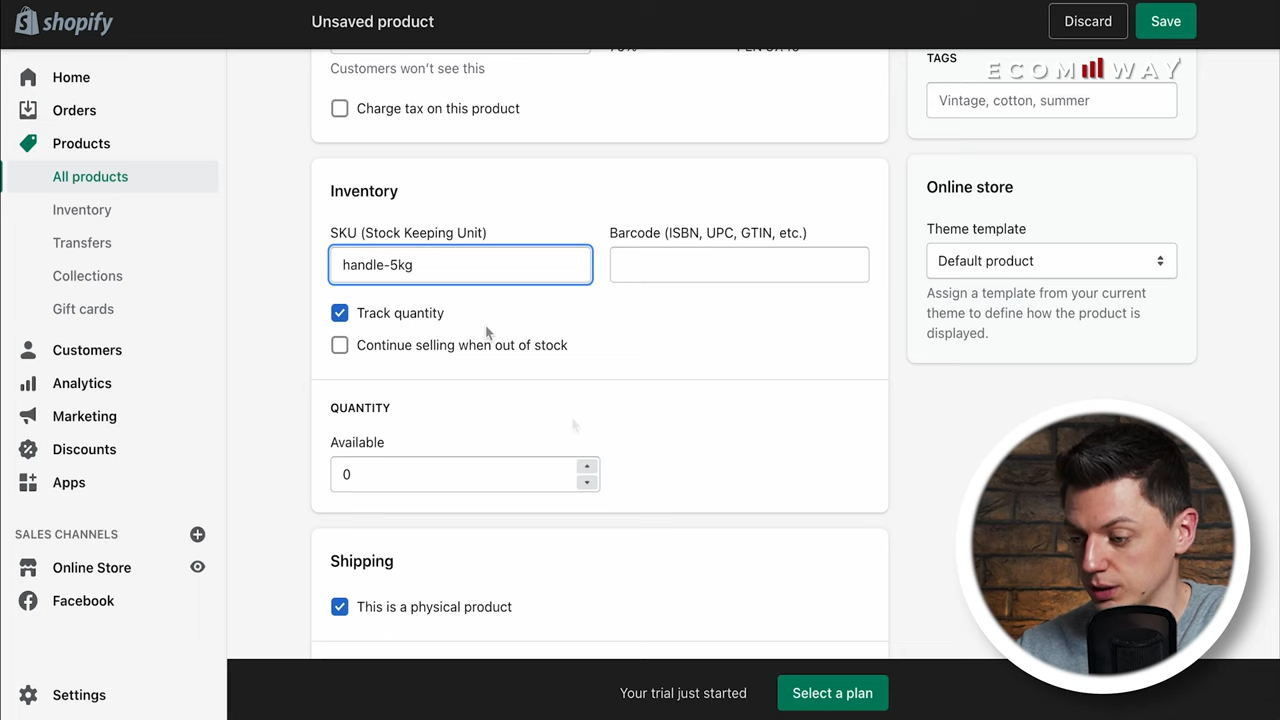 shopify
Unsaved product
Discard
Save
Home
Orders
Products
All products
Inventory
Transfers
Collections
Gift cards
Customers
Analytics
Marketing
Discounts
Apps
SALES CHANNELS
Online Store
Facebook
Settings
Customers won't see this
Charge tax on this product
Inventory
SKU (Stock Keeping Unit)
Barcode (ISBN, UPC, GTIN, etc.)
handle-5kg
Track quantity
Continue selling when out of stock
QUANTITY
Available
0
Shipping
This is a physical product
TAGS
ECOM WAY
Vintage, cotton, summer
Online store
Theme template
Default product
Assign a template from your current
theme to define how the product is
displayed.
Your trial just started
Select a plan